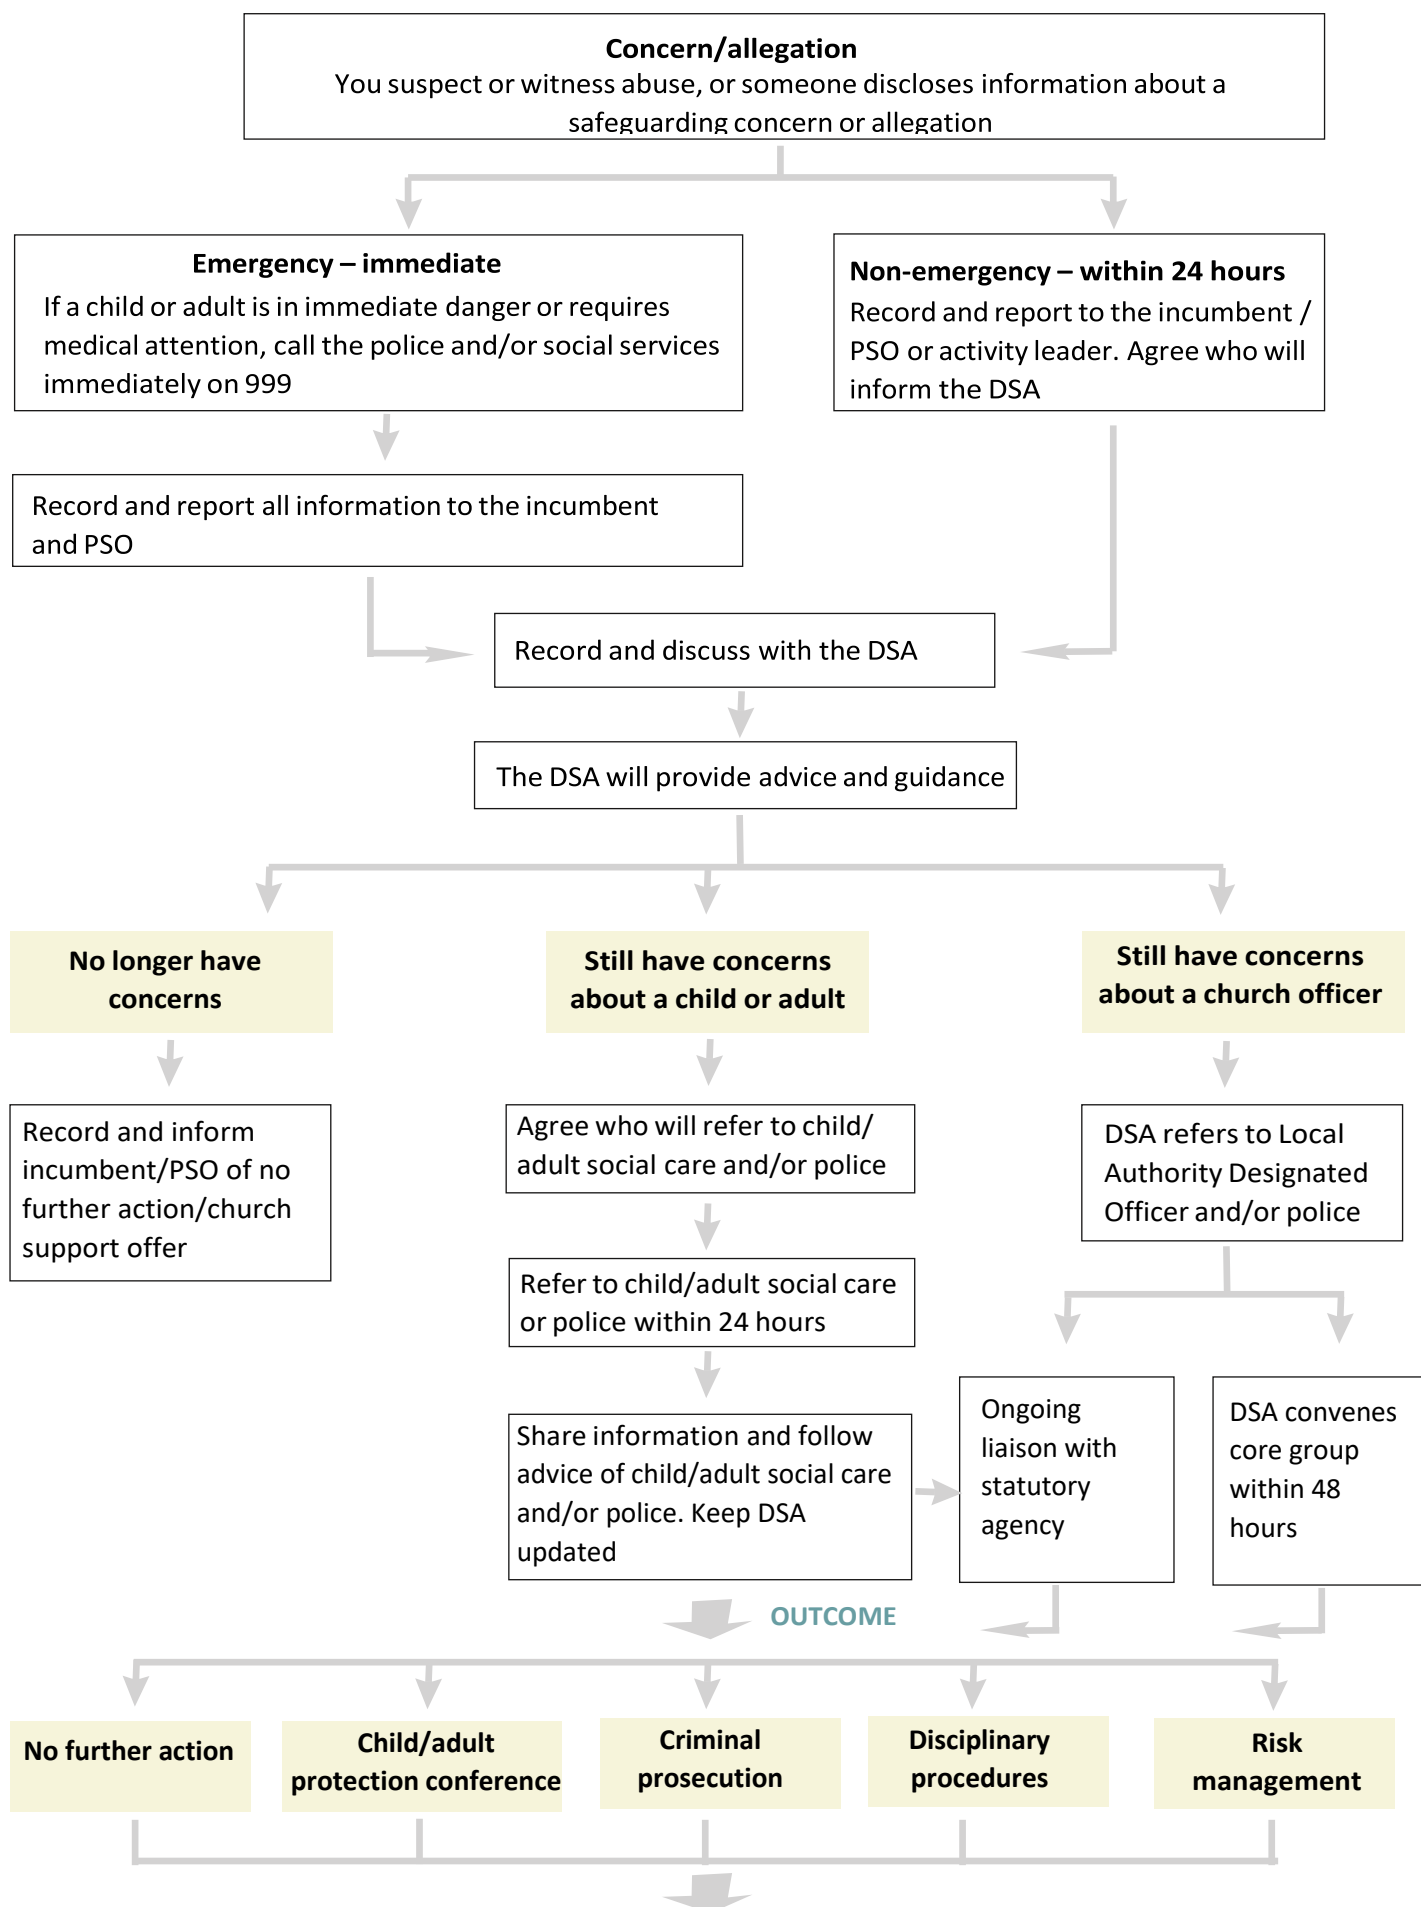 Concern/allegation
You suspect or witness abuse, or someone discloses information about a
safeguarding concern or allegation
Emergency – immediate
If a child or adult is in immediate danger or requires
medical attention, call the police and/or social services
immediately on 999
Non-emergency – within 24 hours
Record and report to the incumbent /
PSO or activity leader. Agree who will
inform the DSA
Record and report all information to the incumbent
and PSO
Record and discuss with the DSA
The DSA will provide advice and guidance
No longer have
concerns
Still have concerns
about a child or adult
Still have concerns
about a church officer
Record and inform
incumbent/PSO of no
further action/church
support offer
Agree who will refer to child/
adult social care and/or police
DSA refers to Local
Authority Designated
Officer and/or police
Refer to child/adult social care
or police within 24 hours
Share information and follow
advice of child/adult social care
and/or police. Keep DSA
updated
Ongoing
liaison with
statutory
agency
DSA convenes
core group
within 48
hours
OUTCOME
No further action
Child/adult
protection conference
Criminal
prosecution
Disciplinary
procedures
Risk
management